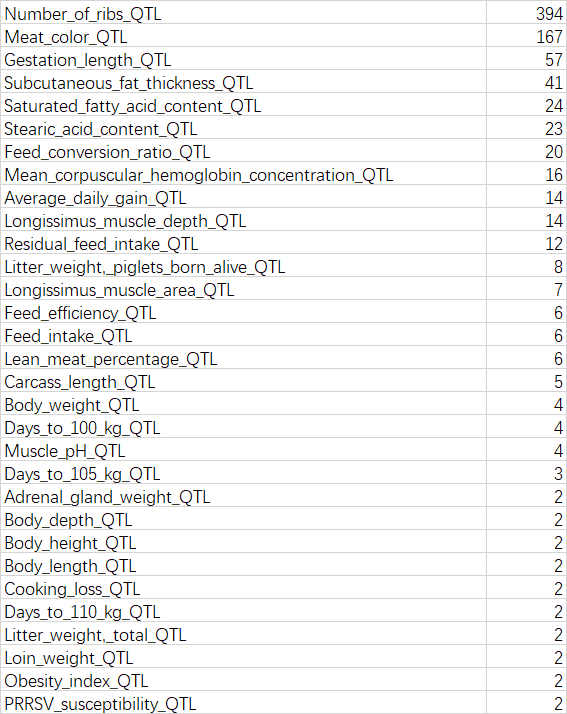 Number_of_ribs_QTL 394
Meat_color_QTL 167
Gestation_length_QTL 57
Subcutaneous_fat_thickness_QTL 41
Saturated_fatty_acid_content_QTL 24
Stearic_acid_content_QTL 23
Feed_conversion_ratio_QTL 20
Mean_corpuscular_hemoglobin_concentration_QTL 16
Average_daily_gain_QTL 14
Longissimus_muscle_depth_QTL 14
Residual_feed_intake_QTL 12
Litter_weight,_piglets_born_alive_QTL 8
Longissimus_muscle_area_QTL 7
Feed_efficiency_QTL 6
Feed_intake_QTL 6
Lean_meat_percentage_QTL 6
Carcass_length_QTL 5
Body_weight_QTL 4
Days_to_100_kg_QTL 4
Muscle_pH_QTL 4
Days_to_105_kg_QTL 3
Adrenal_gland_weight_QTL 2
Body_depth_QTL 2
Body_height_QTL 2
Body_length_QTL 2
Cooking_loss_QTL 2
Days_to_110_kg_QTL 2
Litter_weight,_total_QTL 2
Loin_weight_QTL 2
Obesity_index_QTL 2
PRRSV_susceptibility_QTL 2